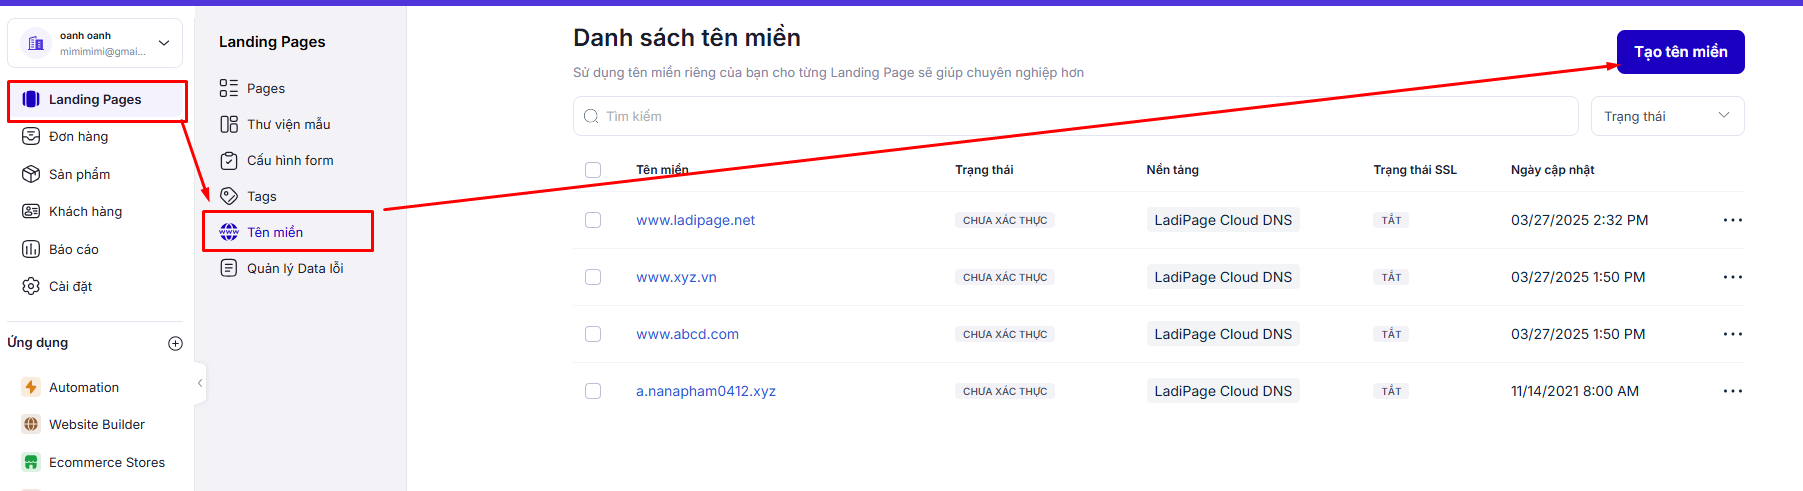 oanh oanh
mimimimi@gmai...
Landing Pages
Đơn hàng
Sản phẩm
Khách hàng
Báo cáo
Cài đặt
Ứng dụng
Automation
Website Builder
Ecommerce Stores
Landing Pages
Pages
Thư viện mẫu
Cấu hình form
Tags
Tên miền
Quản lý Data lỗi
Danh sách tên miền
Sử dụng tên miền riêng của bạn cho từng Landing Page sẽ giúp chuyên nghiệp hơn
Tạo tên miền
Tìm kiếm
Trạng thái
Tên miền Trạng thái Nền tảng Trạng thái SSL Ngày cập nhật
www.ladipage.net CHƯA XÁC THỰC LadiPage Cloud DNS TẮT 03/27/2025 2:32 PM
www.xyz.vn CHƯA XÁC THỰC LadiPage Cloud DNS TẮT 03/27/2025 1:50 PM
www.abcd.com CHƯA XÁC THỰC LadiPage Cloud DNS TẮT 03/27/2025 1:50 PM
a.nanapham0412.xyz CHƯA XÁC THỰC LadiPage Cloud DNS TẮT 11/14/2021 8:00 AM